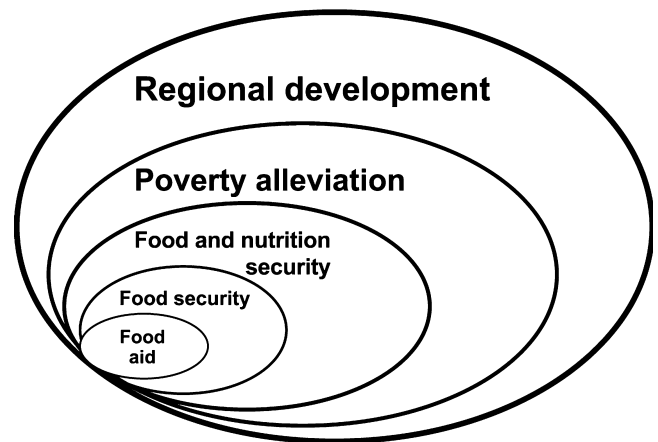 Regional development
Poverty alleviation
Food and nutrition
security
Food security
Food
aid